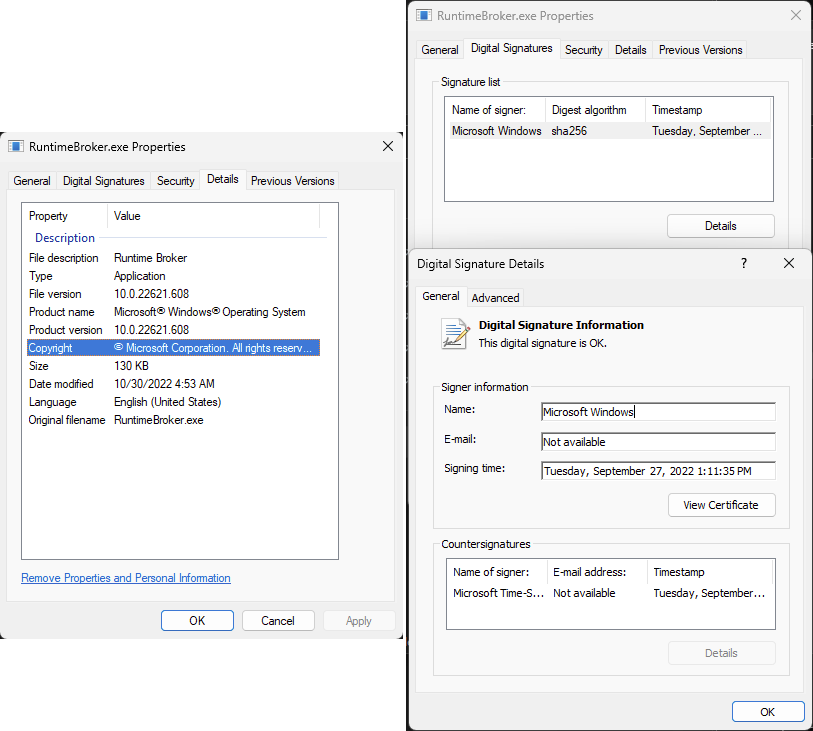 RuntimeBroker.exe Properties
General Digital Signatures Security Details Previous Versions
Property Value
Description
File description Runtime Broker
Type Application
File version 10.0.22621.608
Product name Microsoft® Windows® Operating System
Product version 10.0.22621.608
Copyright © Microsoft Corporation. All rights reserv...
Size 130 KB
Date modified 10/30/2022 4:53 AM
Language English (United States)
Original filename RuntimeBroker.exe
Remove Properties and Personal Information
OK Cancel Apply
RuntimeBroker.exe Properties
General Digital Signatures Security Details Previous Versions
Signature list
Name of signer: Digest algorithm Timestamp
Microsoft Windows sha256 Tuesday, September ...
Details
Digital Signature Details ?
General Advanced
Digital Signature Information
This digital signature is OK.
Signer information
Name: Microsoft Windows
E-mail: Not available
Signing time: Tuesday, September 27, 2022 1:11:35 PM
View Certificate
Countersignatures
Name of signer: E-mail address: Timestamp
Microsoft Time-S... Not available Tuesday, September...
Details
OK